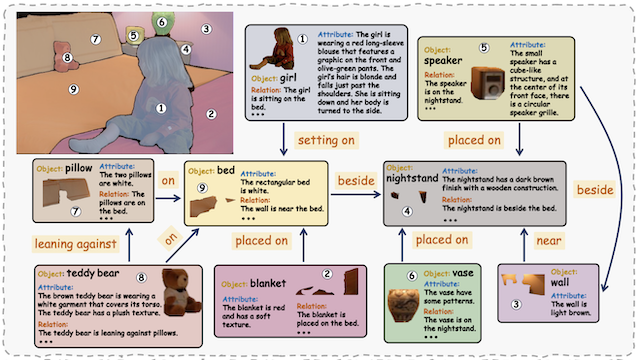 7
5
6
3
4
8
9
1
2
1
Attribute: The girl is
wearing a red long-sleeve
blouse that features a
graphic on the front and
olive-green pants. The
girl's hair is blonde and
falls just past the
shoulders. She is sitting
down and her body is
turned to the side.
Object: girl
Relation: The girl
is sitting on the
bed.
•••
Object:
speaker
5
Attribute:
The small
speaker has a
cube-like
structure, and at
the center of its
front face, there
is a circular
speaker grille.
Relation:
The speaker
is on the
nightstand.
•••
setting on
placed on
Object: pillow
Attribute:
The two pillows
are white.
Relation: The
pillows are on
the bed.
•••
7
on
Object: bed
9
Attribute:
The rectangular bed
is white.
Relation:
The wall is near the bed.
•••
beside
Object:
nightstand
4
Attribute:
The nightstand has a dark brown
finish with a wooden construction.
Relation:
The nightstand is beside the bed.
•••
beside
leaning against
on
placed on
placed on
near
Object: teddy bear
8
Attribute:
The brown teddy bear is wearing a
white garment that covers its torso.
The teddy bear has a plush texture.
Relation:
The teddy bear is leaning against pillows.
•••
Object:
blanket
2
Attribute:
The blanket is red
and has a soft
texture.
Relation:
The blanket is
placed on the bed.
•••
6
Object:
vase
Attribute:
The vase have
some patterns.
Relation:
The vase is on
the nightstand.
•••
3
Object:
wall
Attribute:
The wall is
light brown.
•••